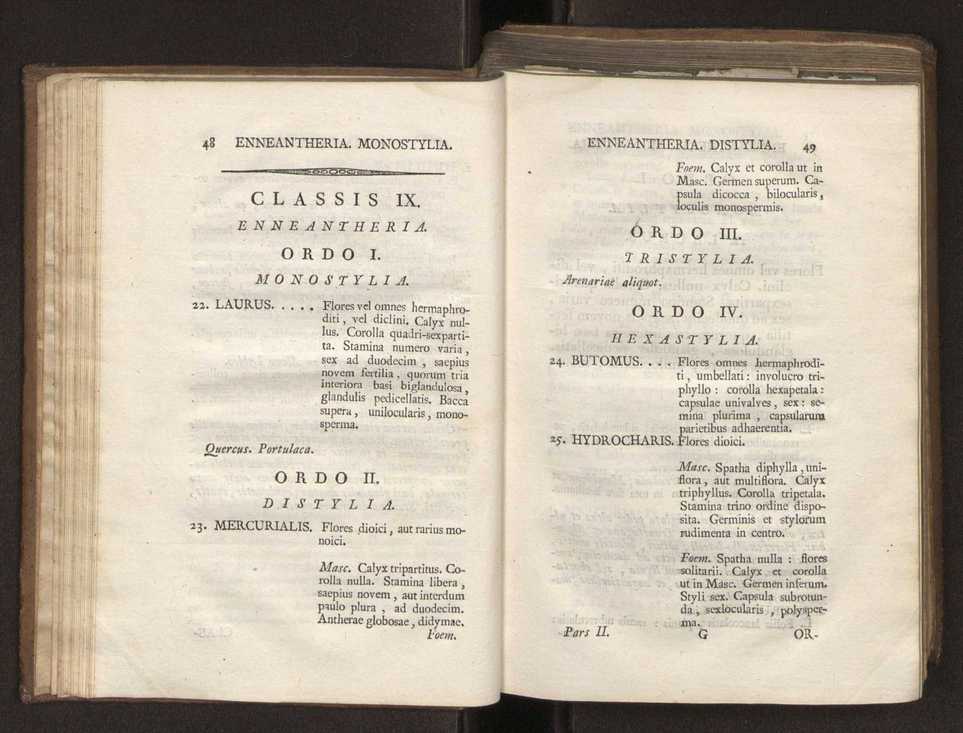 48 ENNEANTHERIA. MONOSTYLIA.
CLASSIS IX.
ENNEANTHERIA.
ORDO I.
MONOSTYLIA.
22. LAURUS. . . . . Flores vel omnes hermaphro-
diti, vel diclini. Calyx nul-
lus. Corolla quadri-sexparti-
ta. Stamina numero varia,
sex ad duodecim, saepius
novem fertilia, quorum tria
interiora basi biglandulosa,
glandulis pedicellatis. Bacca
supera, unilocularis, mono-
sperma.
Quercus. Portulaca.
ORDO II.
DISTYLIA.
23. MERCURIALIS. Flores dioici, aut rarius mo-
noici.
Masc. Calyx tripartitus. Co-
rolla nulla. Stamina libera,
saepius novem, aut interdum
paulo plura, ad duodecim.
Antherae globosae, didymae.
Foem.
ENNEANTHERIA. DISTYLIA. 49
Foem. Calyx et corolla ut in
Masc. Germen superum. Ca-
psula dicocca, bilocularis,
loculis monospermis.
ORDO III.
TRISTYLIA.
Arenariae aliquot.
ORDO IV.
HEXASTYLIA.
24. BUTOMUS. . . . Flores omnes hermaphrodi-
ti, umbellati: involucro tri-
phyllo: corolla hexapetala:
capsulae univalves, sex: se-
mina plurima, capsularum
parietibus adhaerentia.
25. HYDROCHARIS. Flores dioici.
Masc. Spatha diphylla, uni-
flora, aut multiflora. Calyx
triphyllus. Corolla tripetala.
Stamina trino ordine dispo-
sita. Germinis et stylorum
rudimenta in centro.
Foem. Spatha nulla: flores
solitarii. Calyx et corolla
ut in Masc. Germen inferum.
Styli sex. Capsula subrotun-
da, sexlocularis, polysper-
ma.
Pars II. G OR-